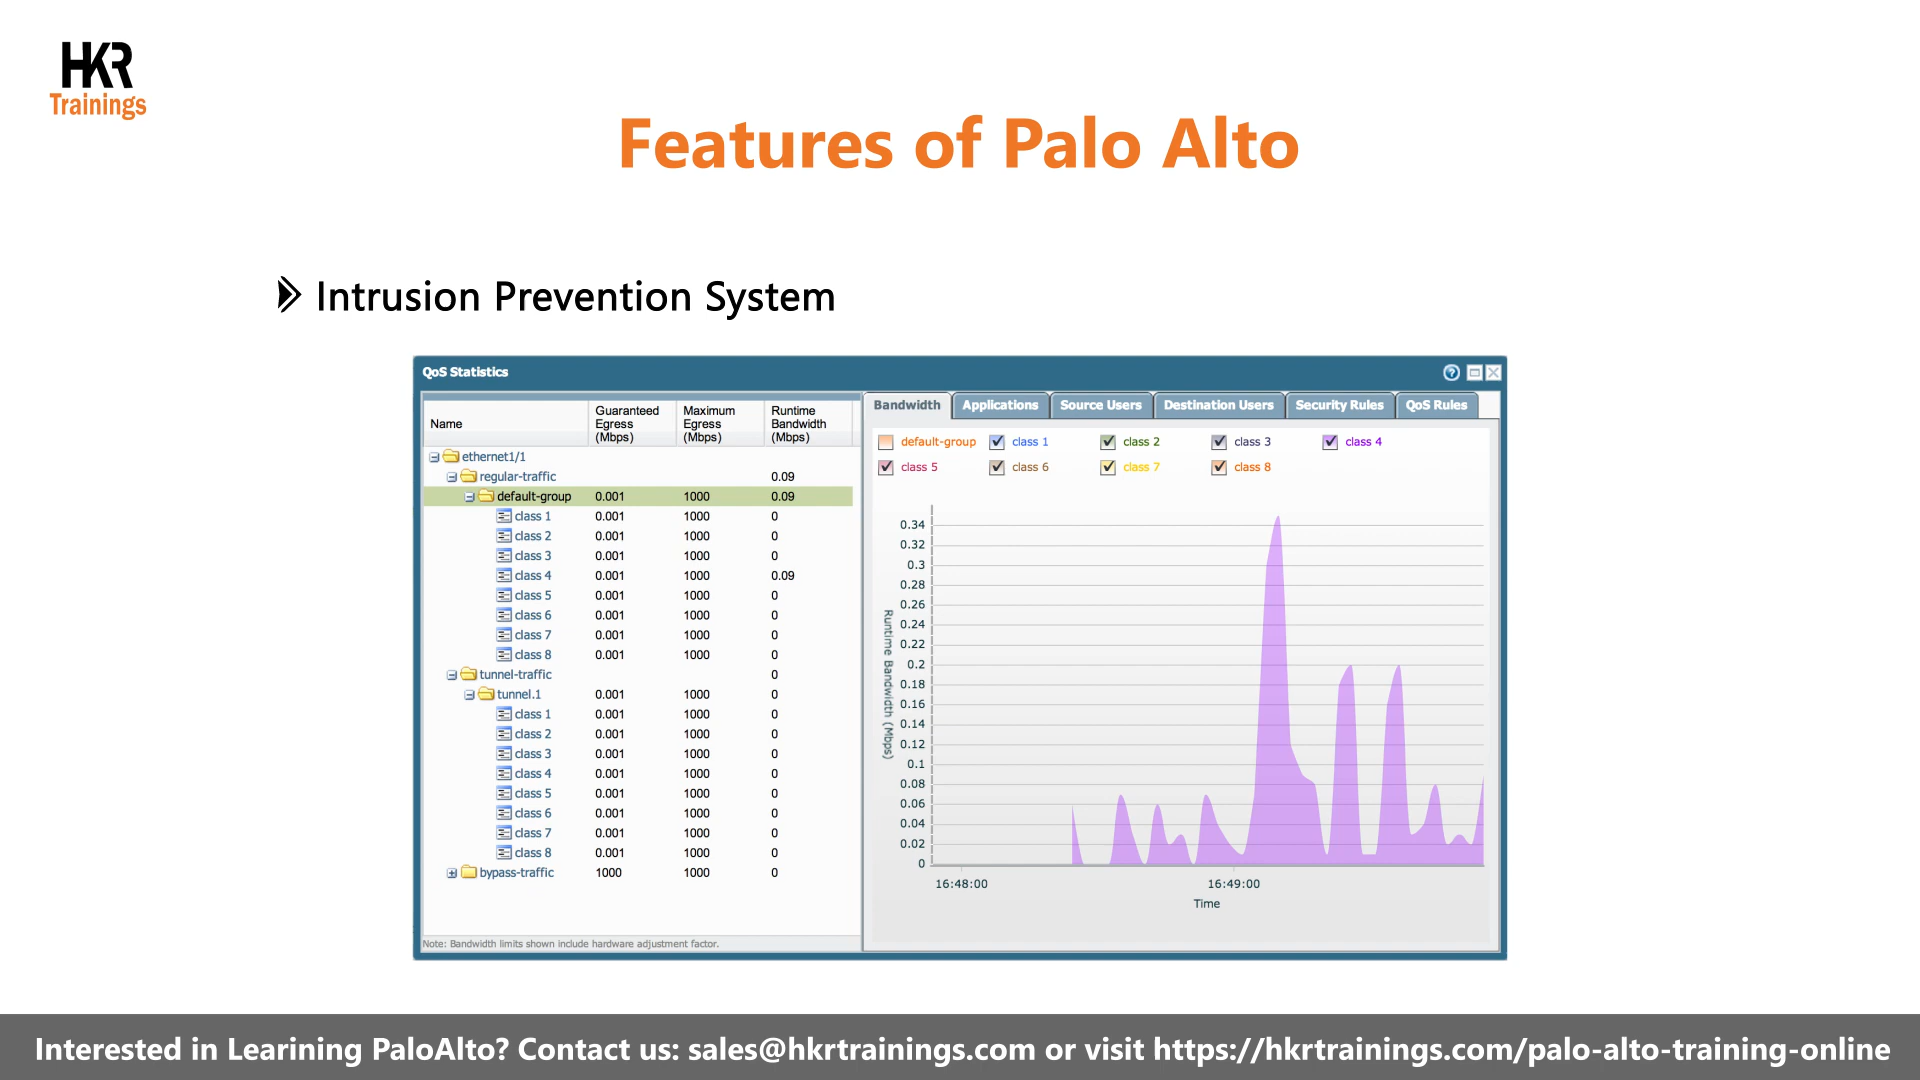 HKR
Trainings
Features of Palo Alto
Intrusion Prevention System
QoS Statistics
Name Guaranteed Egress (Mbps) Maximum Egress (Mbps) Runtime Bandwidth (Mbps)
ethernet1/1
regular-traffic 0.09
default-group 0.001 1000 0.09
class 1 0.001 1000 0
class 2 0.001 1000 0
class 3 0.001 1000 0
class 4 0.001 1000 0.09
class 5 0.001 1000 0
class 6 0.001 1000 0
class 7 0.001 1000 0
class 8 0.001 1000 0
tunnel-traffic 0
tunnel.1 0.001 1000 0
class 1 0.001 1000 0
class 2 0.001 1000 0
class 3 0.001 1000 0
class 4 0.001 1000 0
class 5 0.001 1000 0
class 6 0.001 1000 0
class 7 0.001 1000 0
class 8 0.001 1000 0
bypass-traffic 1000 1000 0
Note: Bandwidth limits shown include hardware adjustment factor.
Bandwidth Applications Source Users Destination Users Security Rules QoS Rules
default-group class 1 class 2 class 3 class 4
class 5 class 6 class 7 class 8
Runtime Bandwidth (Mbps)
0.34
0.32
0.3
0.28
0.26
0.24
0.22
0.2
0.18
0.16
0.14
0.12
0.1
0.08
0.06
0.04
0.02
0
16:48:00 16:49:00
Time
Interested in Learining PaloAlto? Contact us: sales@hkrtrainings.com or visit https://hkrtrainings.com/palo-alto-training-online